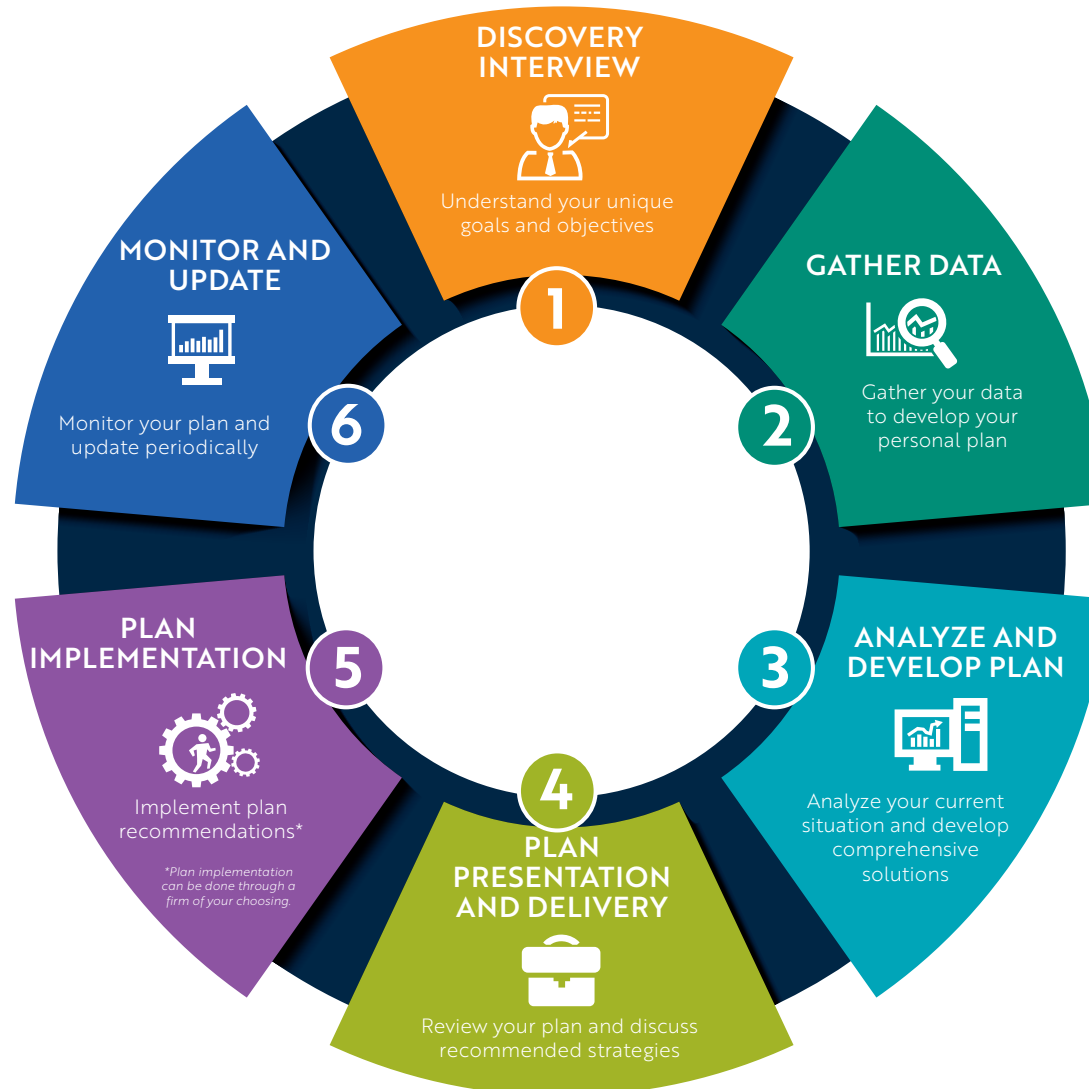 DISCOVERY
INTERVIEW
Understand your unique
goals and objectives
1
GATHER DATA
Gather your data
to develop your
personal plan
2
ANALYZE AND
DEVELOP PLAN
Analyze your current
situation and develop
comprehensive
solutions
3
4
PLAN
PRESENTATION
AND DELIVERY
Review your plan and discuss
recommended strategies
PLAN
IMPLEMENTATION
Implement plan
recommendations*
*Plan implementation
can be done through a
firm of your choosing.
5
MONITOR AND
UPDATE
Monitor your plan and
update periodically
6